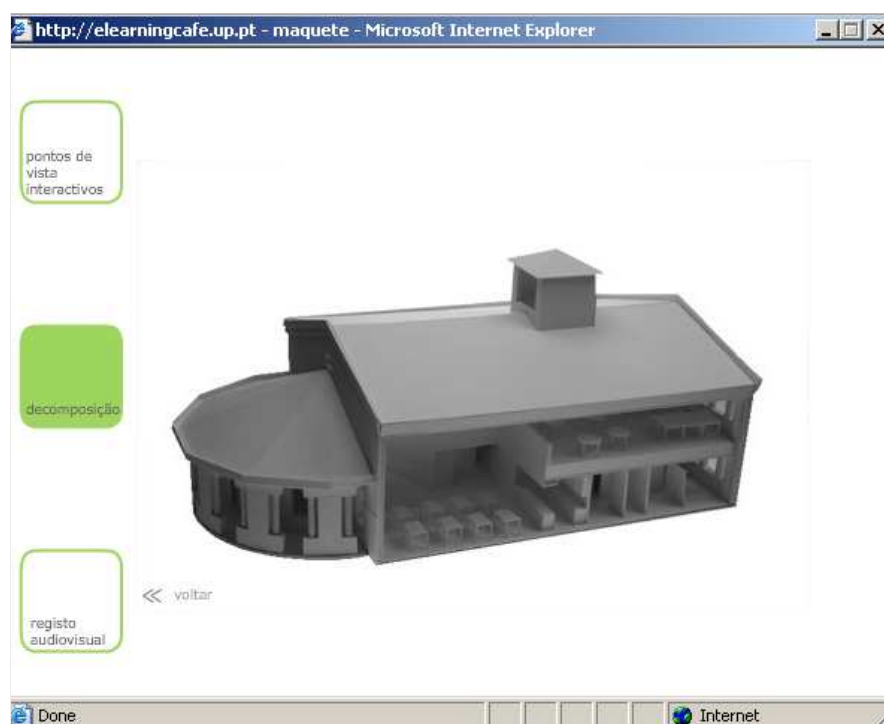 http://elearningcafe.up.pt - maquete - Microsoft Internet Explorer
pontos de
vista
interactivos
decomposição
registo
audiovisual
voltar
Done
Internet